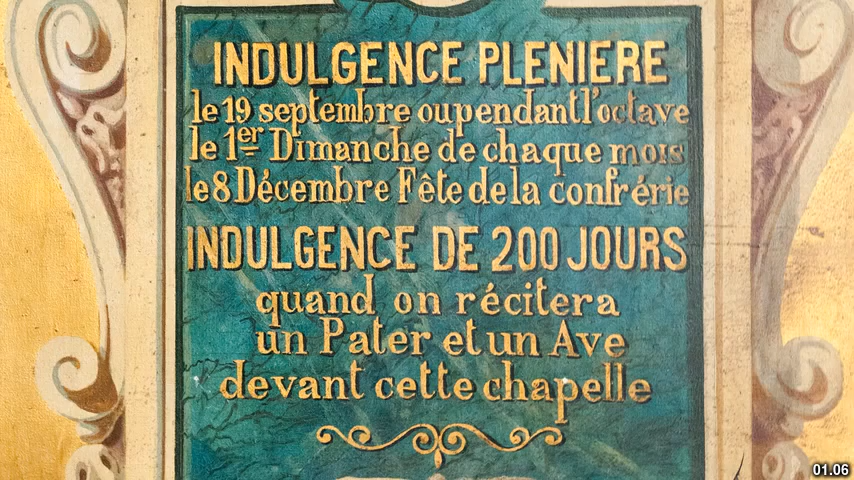 INDULGENCE PLENIERE
le 19 septembre ou pendant l'octave
le 1er Dimanche de chaque mois
le 8 Décembre Fête de la confrérie
INDULGENCE DE 200 JOURS
quand on récitera
un Pater et un Ave
devant cette chapelle
01.06